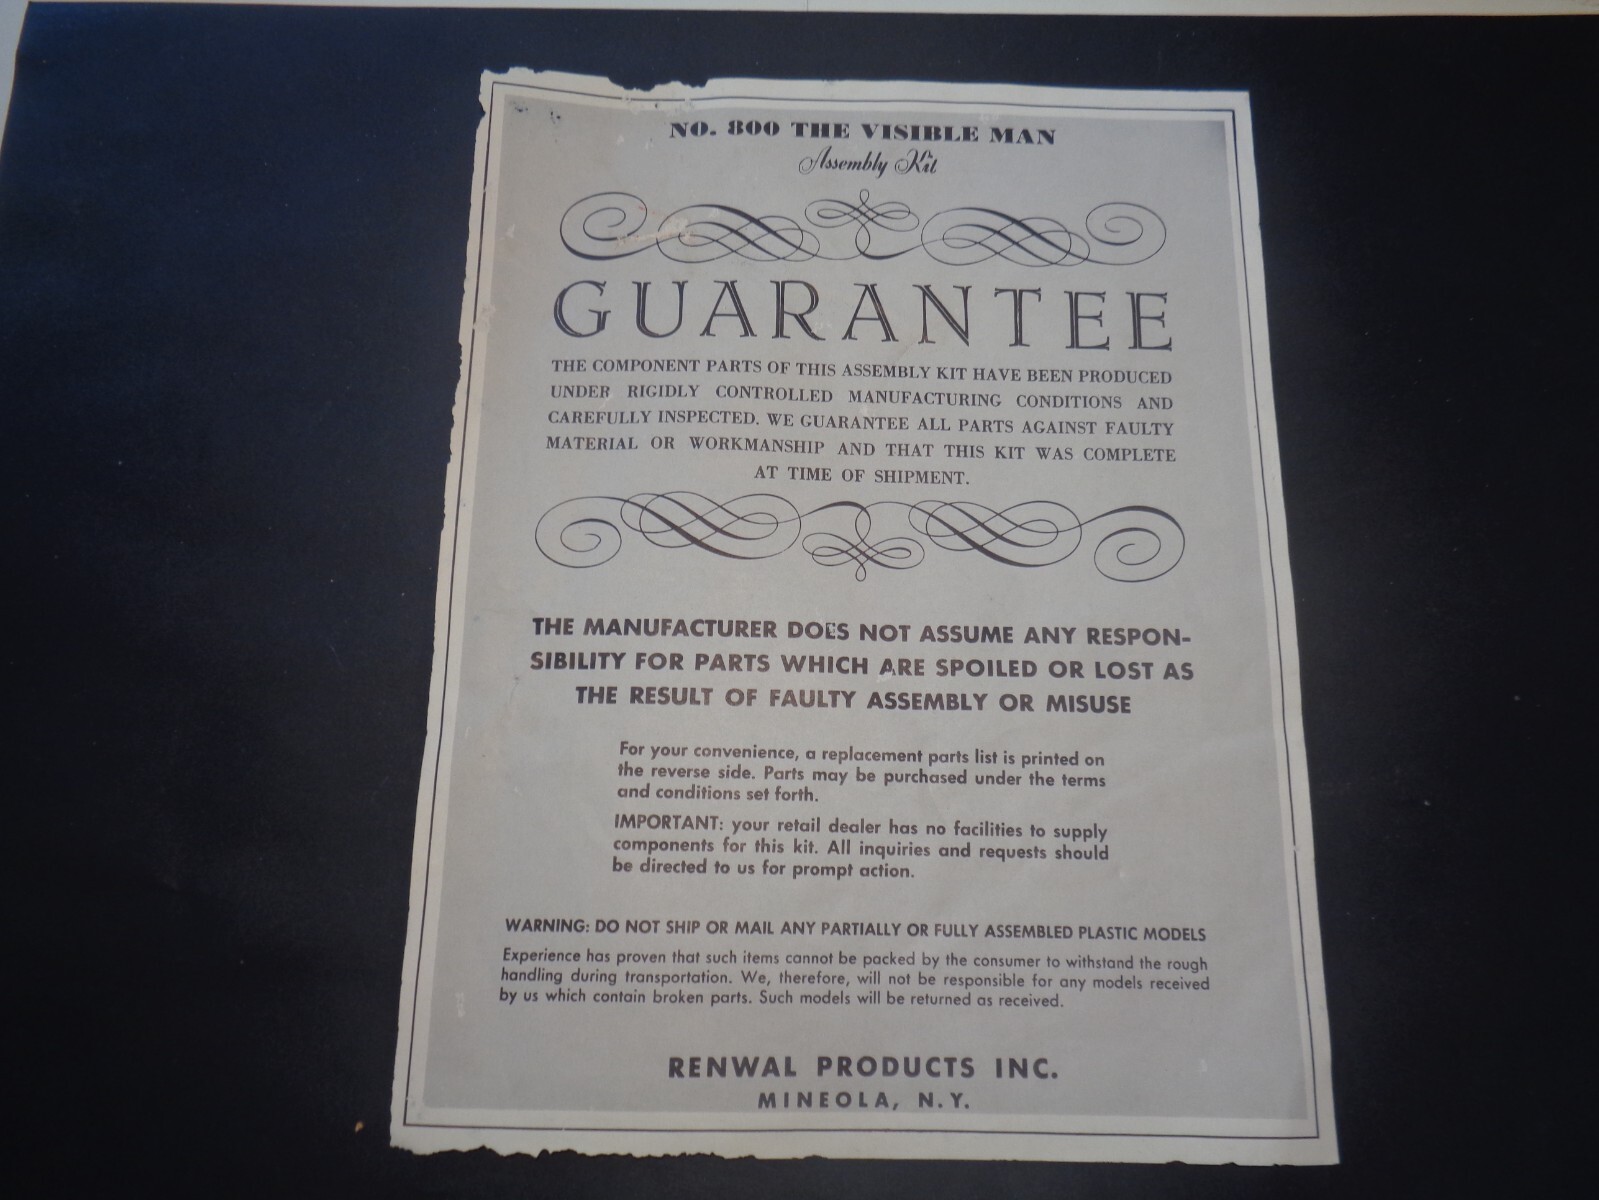 NO. 800 THE VISIBLE MAN
Assembly Kit
GUARANTEE
THE COMPONENT PARTS OF THIS ASSEMBLY KIT HAVE BEEN PRODUCED
UNDER RIGIDLY CONTROLLED MANUFACTURING CONDITIONS AND
CAREFULLY INSPECTED. WE GUARANTEE ALL PARTS AGAINST FAULTY
MATERIAL OR WORKMANSHIP AND THAT THIS KIT WAS COMPLETE
AT TIME OF SHIPMENT.
THE MANUFACTURER DOES NOT ASSUME ANY RESPON-
SIBILITY FOR PARTS WHICH ARE SPOILED OR LOST AS
THE RESULT OF FAULTY ASSEMBLY OR MISUSE
For your convenience, a replacement parts list is printed on
the reverse side. Parts may be purchased under the terms
and conditions set forth.
IMPORTANT: your retail dealer has no facilities to supply
components for this kit. All inquiries and requests should
be directed to us for prompt action.
WARNING: DO NOT SHIP OR MAIL ANY PARTIALLY OR FULLY ASSEMBLED PLASTIC MODELS
Experience has proven that such items cannot be packed by the consumer to withstand the rough
handling during transportation. We, therefore, will not be responsible for any models received
by us which contain broken parts. Such models will be returned as received.
RENWAL PRODUCTS INC.
MINEOLA, N.Y.